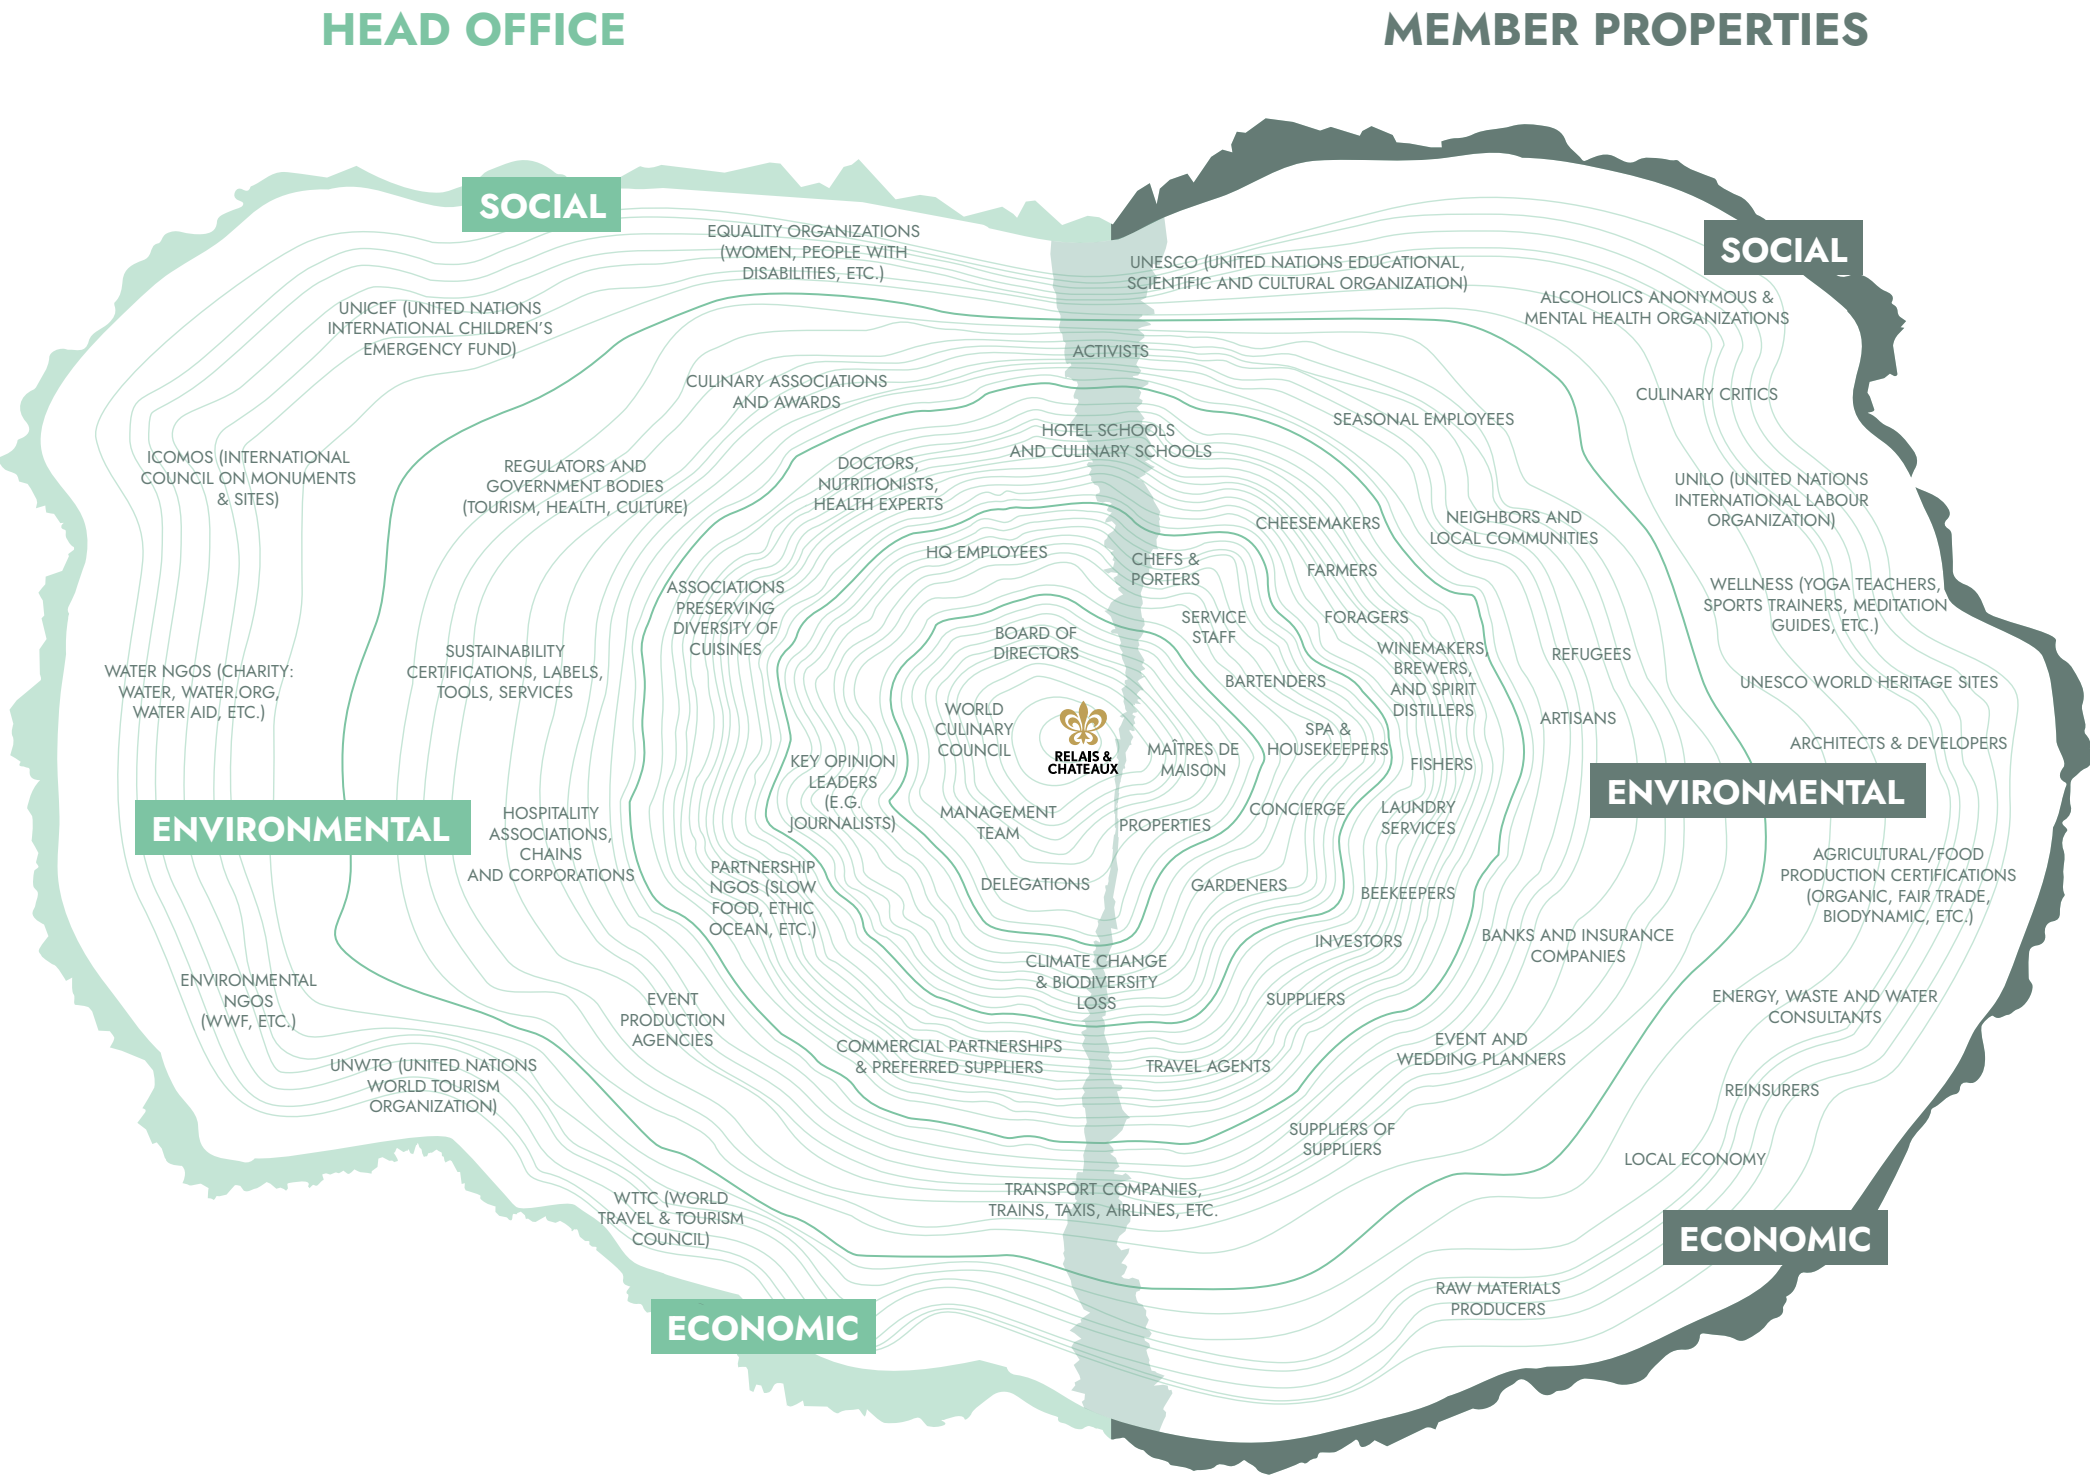 HEAD OFFICE
MEMBER PROPERTIES
SOCIAL
EQUALITY ORGANIZATIONS
(WOMEN, PEOPLE WITH
DISABILITIES, ETC.)
UNICEF (UNITED NATIONS
INTERNATIONAL CHILDREN'S
EMERGENCY FUND)
CULINARY ASSOCIATIONS
AND AWARDS
ICOMOS (INTERNATIONAL
COUNCIL ON MONUMENTS
& SITES)
REGULATORS AND
GOVERNMENT BODIES
(TOURISM, HEALTH, CULTURE)
DOCTORS,
NUTRITIONISTS,
HEALTH EXPERTS
HQ EMPLOYEES
ASSOCIATIONS
PRESERVING
DIVERSITY OF
CUISINES
BOARD OF
DIRECTORS
SUSTAINABILITY
CERTIFICATIONS, LABELS,
TOOLS, SERVICES
WATER NGOS (CHARITY:
WATER, WATER.ORG,
WATER AID, ETC.)
WORLD
CULINARY
COUNCIL
RELAIS &
CHATEAUX
KEY OPINION
LEADERS
(E.G.
JOURNALISTS)
ENVIRONMENTAL
HOSPITALITY
ASSOCIATIONS,
CHAINS
AND CORPORATIONS
MANAGEMENT
TEAM
PARTNERSHIP
NGOS (SLOW
FOOD, ETHIC
OCEAN, ETC.)
DELEGATIONS
ENVIRONMENTAL
NGOS
(WWF, ETC.)
EVENT
PRODUCTION
AGENCIES
COMMERCIAL PARTNERSHIPS
& PREFERRED SUPPLIERS
UNWTO (UNITED NATIONS
WORLD TOURISM
ORGANIZATION)
WTTC (WORLD
TRAVEL & TOURISM
COUNCIL)
ECONOMIC
ACTIVISTS
HOTEL SCHOOLS
AND CULINARY SCHOOLS
CLIMATE CHANGE
& BIODIVERSITY
LOSS
TRANSPORT COMPANIES,
TRAINS, TAXIS, AIRLINES, ETC.
SOCIAL
UNESCO (UNITED NATIONS EDUCATIONAL,
SCIENTIFIC AND CULTURAL ORGANIZATION)
ALCOHOLICS ANONYMOUS &
MENTAL HEALTH ORGANIZATIONS
CULINARY CRITICS
SEASONAL EMPLOYEES
UNILO (UNITED NATIONS
INTERNATIONAL LABOUR
ORGANIZATION)
CHEESEMAKERS
NEIGHBORS AND
LOCAL COMMUNITIES
CHEFS &
PORTERS
FARMERS
WELLNESS (YOGA TEACHERS,
SPORTS TRAINERS, MEDITATION
GUIDES, ETC.)
SERVICE
STAFF
FORAGERS
WINEMAKERS,
BREWERS,
AND SPIRIT
DISTILLERS
REFUGEES
BARTENDERS
UNESCO WORLD HERITAGE SITES
ARTISANS
SPA &
HOUSEKEEPERS
MAÎTRES DE
MAISON
ARCHITECTS & DEVELOPERS
FISHERS
ENVIRONMENTAL
CONCIERGE
LAUNDRY
SERVICES
PROPERTIES
AGRICULTURAL/FOOD
PRODUCTION CERTIFICATIONS
(ORGANIC, FAIR TRADE,
BIODYNAMIC, ETC.)
GARDENERS
BEEKEEPERS
INVESTORS
BANKS AND INSURANCE
COMPANIES
SUPPLIERS
ENERGY, WASTE AND WATER
CONSULTANTS
EVENT AND
WEDDING PLANNERS
TRAVEL AGENTS
REINSURERS
SUPPLIERS OF
SUPPLIERS
LOCAL ECONOMY
ECONOMIC
RAW MATERIALS
PRODUCERS